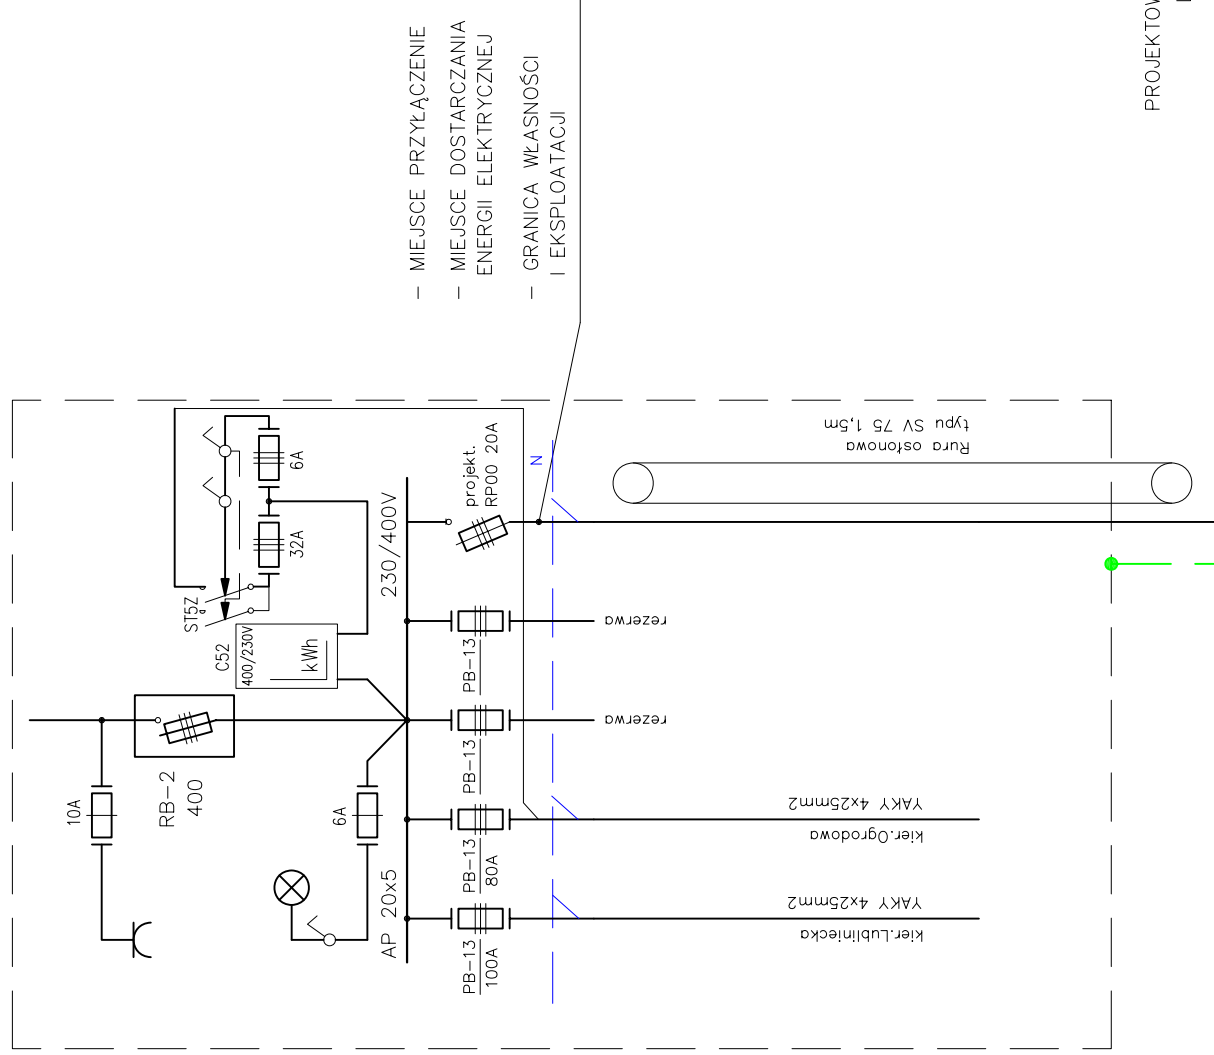 – MIEJSCE PRZYŁĄCZENIE
– MIEJSCE DOSTARCZANIA
ENERGII ELEKTRYCZNEJ
– GRANICA WŁASNOŚCI
I EKSPLOATACJI
PROJEKTOW
ST5Z
6A
32A
C52
400/230V
kWh
230/400V
projekt.
RP00 20A
N
Rura osłonowa
typu SV 75 1,5m
10A
RB-2
400
6A
AP 20x5
PB-13
rezerwa
PB-13
rezerwa
PB-13
80A
YAKY 4x25mm2
kier.Ogrodowa
PB-13
100A
YAKY 4x25mm2
kier.Lubliniecka